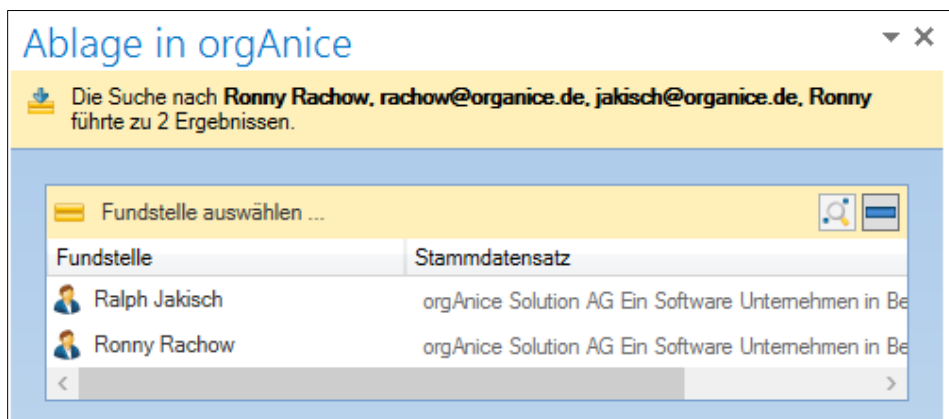 Ablage in orgAnice
Die Suche nach Ronny Rachow, rachow@organice.de, jakisch@organice.de, Ronny
führte zu 2 Ergebnissen.
Fundstelle auswählen ...
Fundstelle Stammdatensatz
Ralph Jakisch orgAnice Solution AG Ein Software Unternehmen in Be
Ronny Rachow orgAnice Solution AG Ein Software Unternehmen in Be